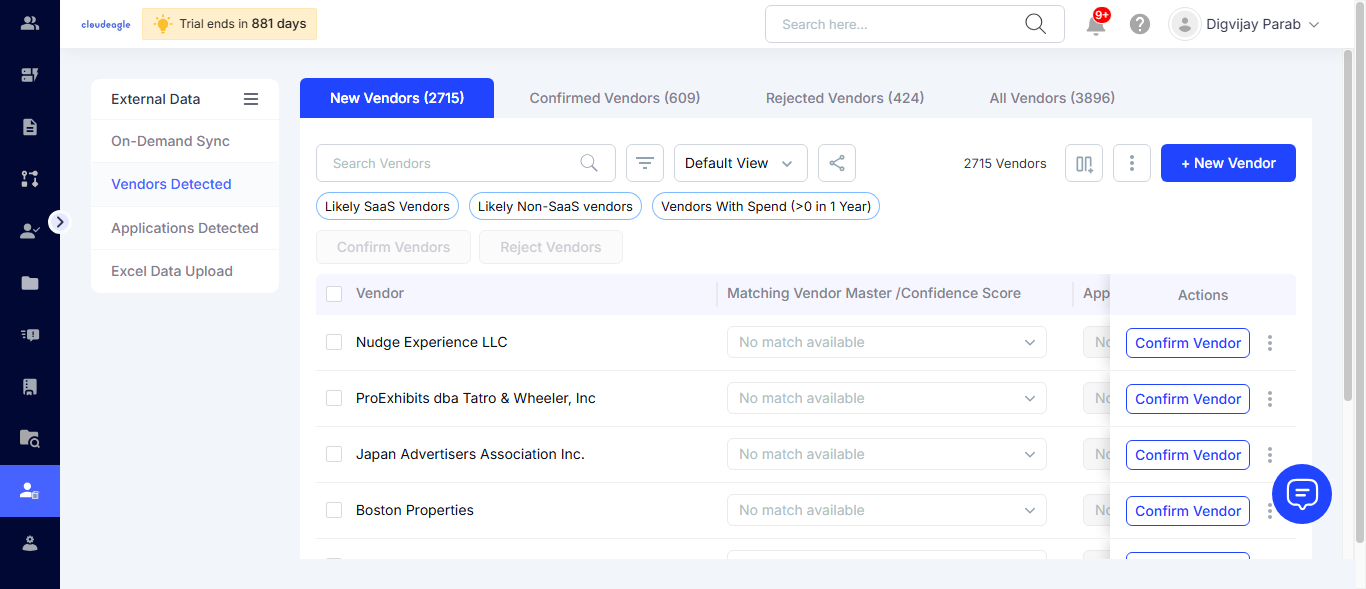 cloudeagle
Trial ends in 881 days
Search here...
9+
Digvijay Parab
External Data
On-Demand Sync
Vendors Detected
Applications Detected
Excel Data Upload
New Vendors (2715)
Confirmed Vendors (609)
Rejected Vendors (424)
All Vendors (3896)
Search Vendors
Default View
2715 Vendors
+ New Vendor
Likely SaaS Vendors
Likely Non-SaaS vendors
Vendors With Spend (>0 in 1 Year)
Confirm Vendors
Reject Vendors
Vendor
Matching Vendor Master /Confidence Score
App
Actions
Nudge Experience LLC
No match available
No
Confirm Vendor
ProExhibits dba Tatro & Wheeler, Inc
No match available
No
Confirm Vendor
Japan Advertisers Association Inc.
No match available
No
Confirm Vendor
Boston Properties
No match available
No
Confirm Vendor